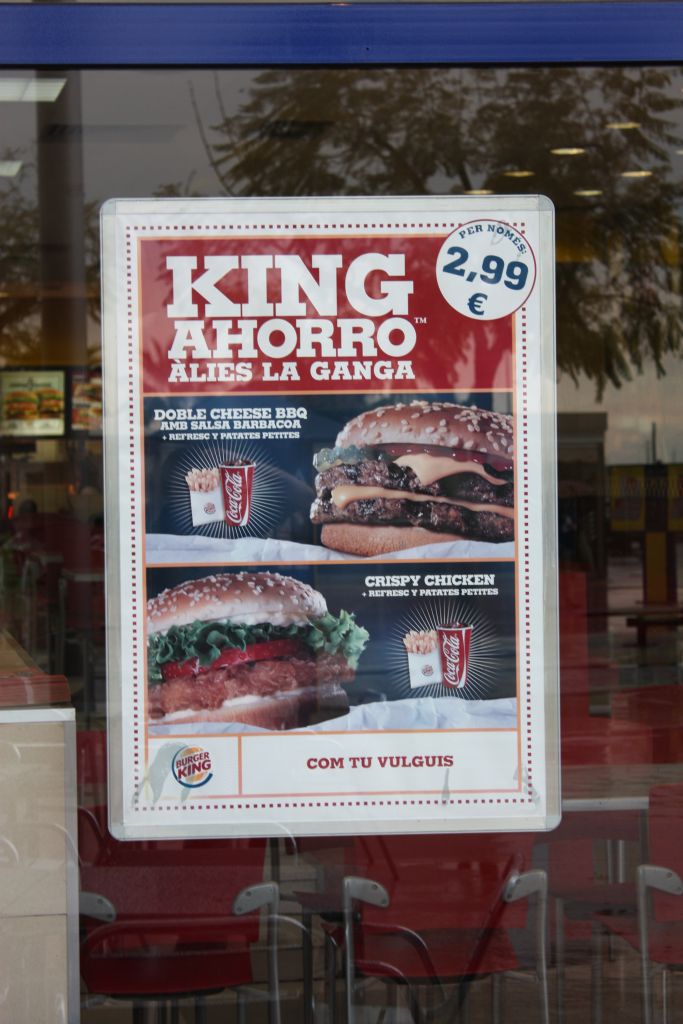 PER NOMÉS:
2,99
€
KING
AHORRO™
ÀLIES LA GANGA
DOBLE CHEESE BBQ
AMB SALSA BARBACOA
+ REFRESC Y PATATES PETITES
Coca-Cola
CRISPY CHICKEN
+ REFRESC Y PATATES PETITES
Coca-Cola
BURGER
KING
COM TU VULGUIS